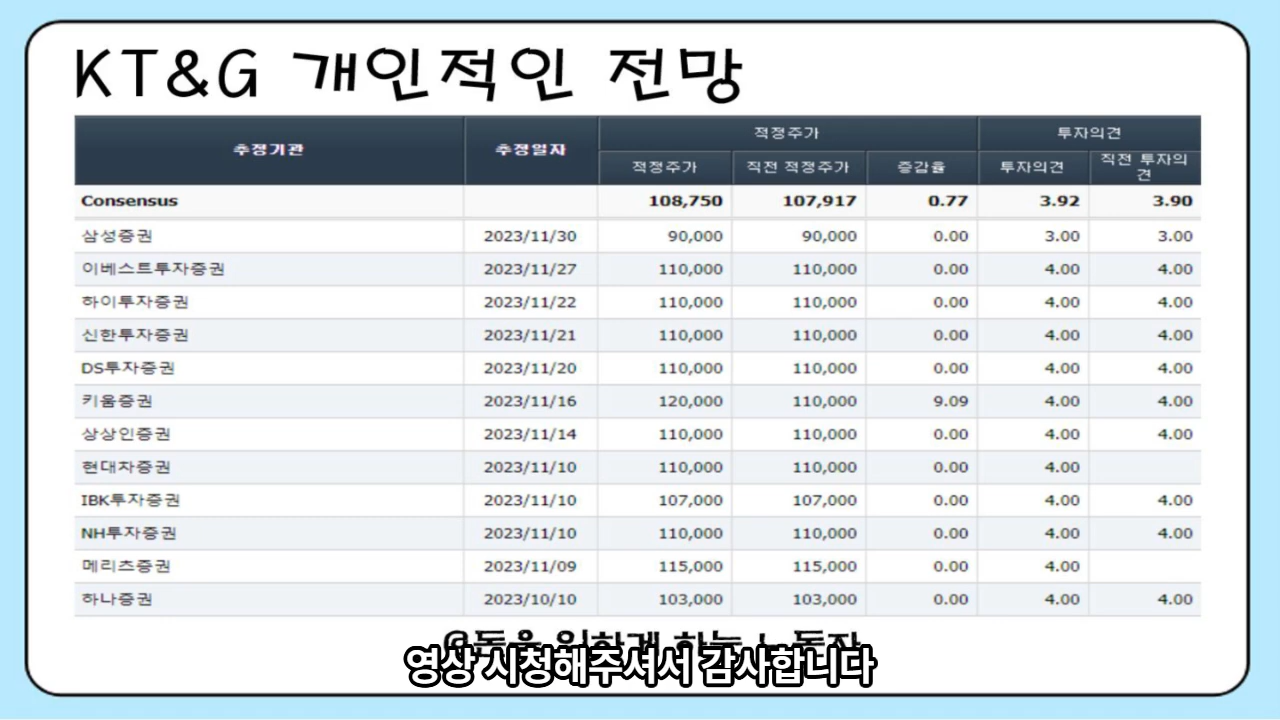 KT&G 개인적인 전망
추정기관 추정일자 적정주가 투자의견
적정주가 직전 적정주가 증감율 투자의견 직전 투자의견
Consensus 108,750 107,917 0.77 3.92 3.90
삼성증권 2023/11/30 90,000 90,000 0.00 3.00 3.00
이베스트투자증권 2023/11/27 110,000 110,000 0.00 4.00 4.00
하이투자증권 2023/11/22 110,000 110,000 0.00 4.00 4.00
신한투자증권 2023/11/21 110,000 110,000 0.00 4.00 4.00
DS투자증권 2023/11/20 110,000 110,000 0.00 4.00 4.00
키움증권 2023/11/16 120,000 110,000 9.09 4.00 4.00
상상인증권 2023/11/14 110,000 110,000 0.00 4.00 4.00
현대차증권 2023/11/10 110,000 110,000 0.00 4.00
IBK투자증권 2023/11/10 107,000 107,000 0.00 4.00 4.00
NH투자증권 2023/11/10 110,000 110,000 0.00 4.00 4.00
메리츠증권 2023/11/09 115,000 115,000 0.00 4.00
하나증권 2023/10/10 103,000 103,000 0.00 4.00 4.00
영상 시청해주셔서 감사합니다